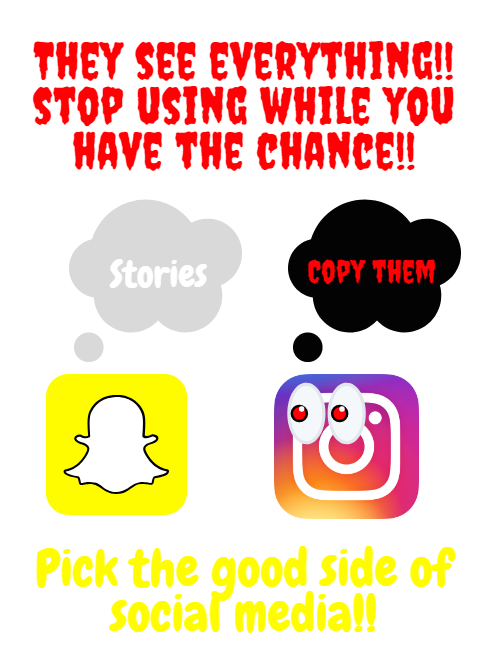 THEY SEE EVERYTHING!!
STOP USING WHILE YOU
HAVE THE CHANCE!!
Stories
COPY THEM
Pick the good side of
social media!!